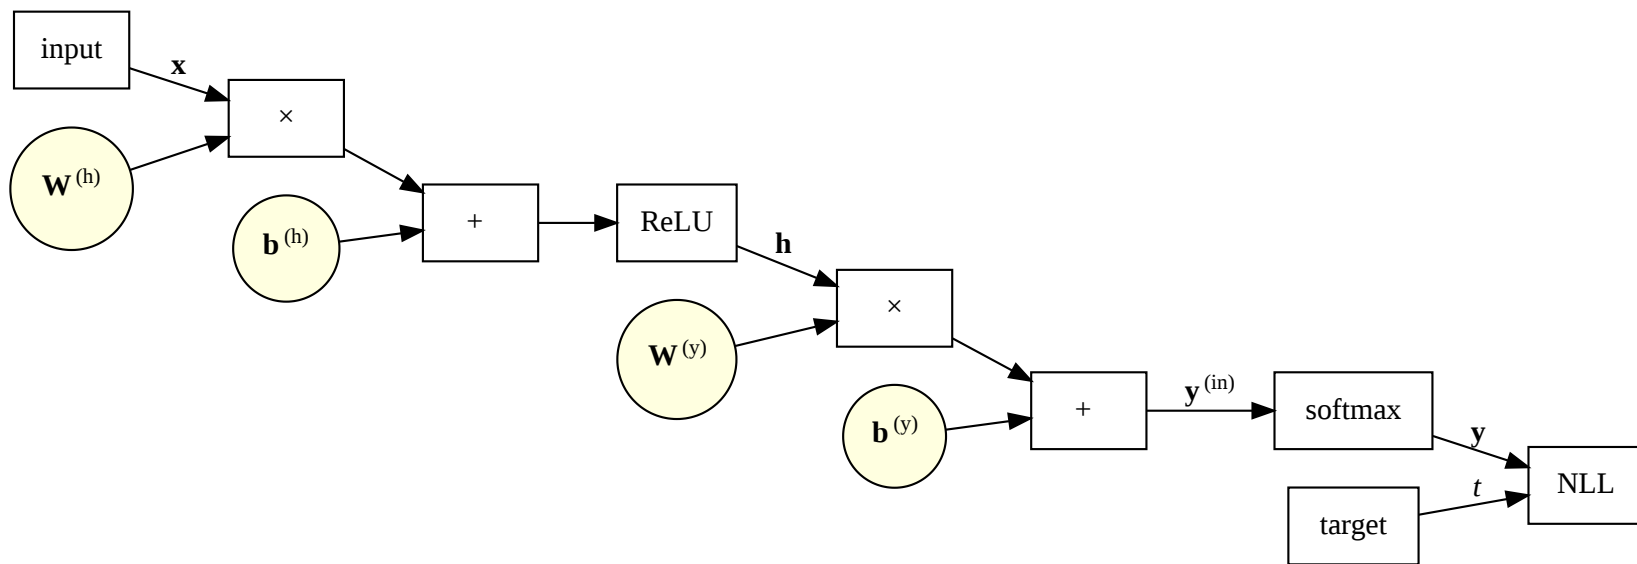 input
x
×
W(h)
b(h)
+
ReLU
h
×
W(y)
b(y)
+
y(in)
softmax
y
t
NLL
target